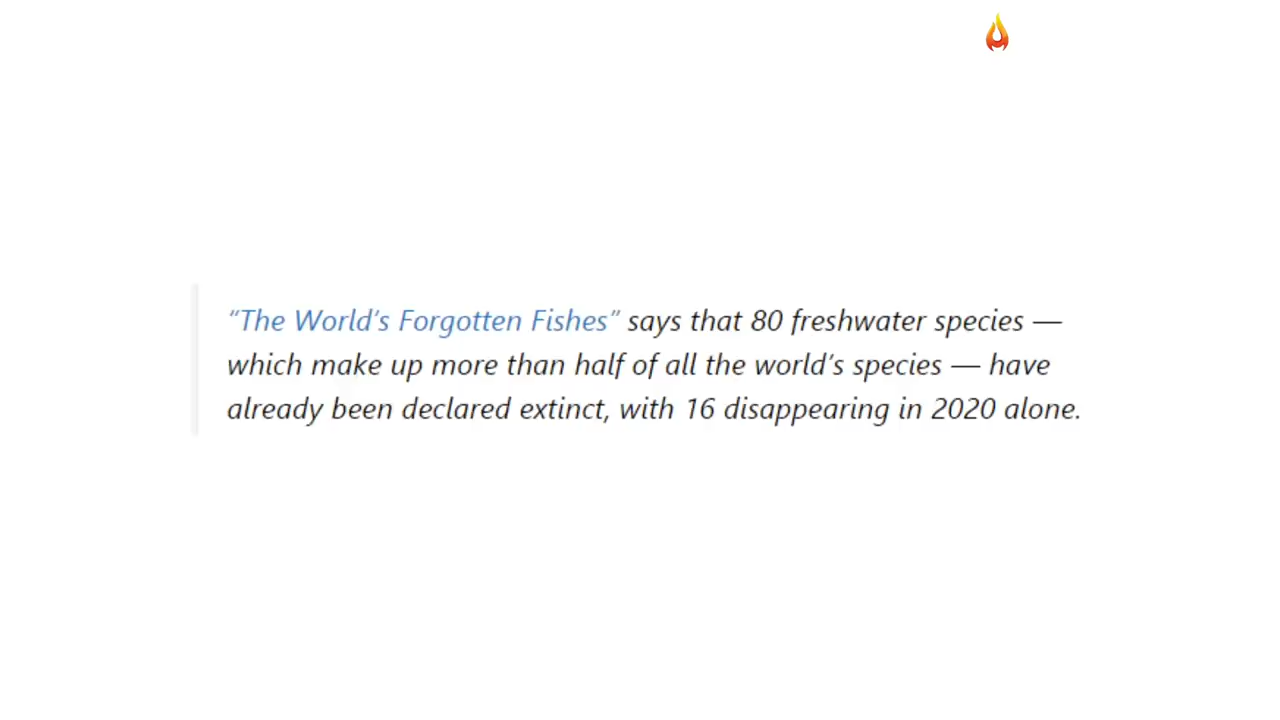 “The World’s Forgotten Fishes” says that 80 freshwater species —
which make up more than half of all the world’s species — have
already been declared extinct, with 16 disappearing in 2020 alone.